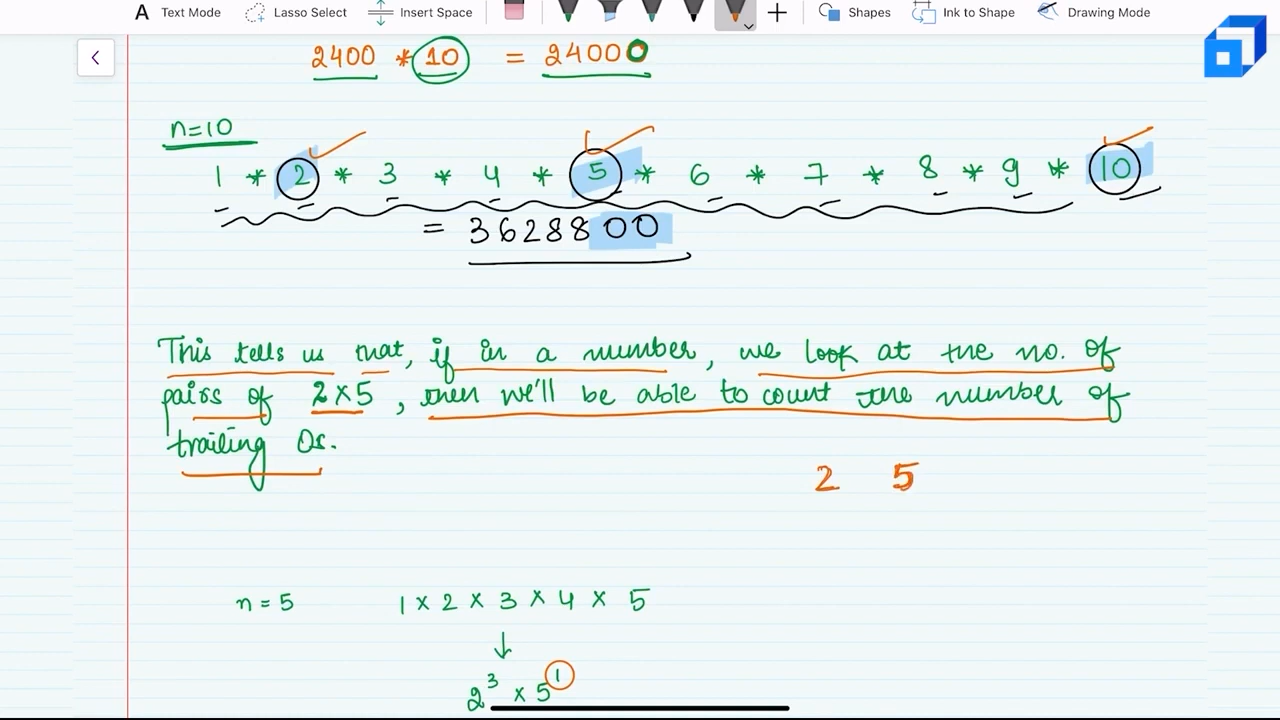 A Text Mode Lasso Select Insert Space Shapes Ink to Shape Drawing Mode
2400 * 10 = 24000
n=10
1 * 2 * 3 * 4 * 5 * 6 * 7 * 8 * 9 * 10
= 3628800
This tells us that, if in a number, we look at the no. of
pairs of 2×5, then we'll be able to count the number of
trailing 0s.
2 5
n = 5 1 × 2 × 3 × 4 × 5
↓
2³ × 5¹